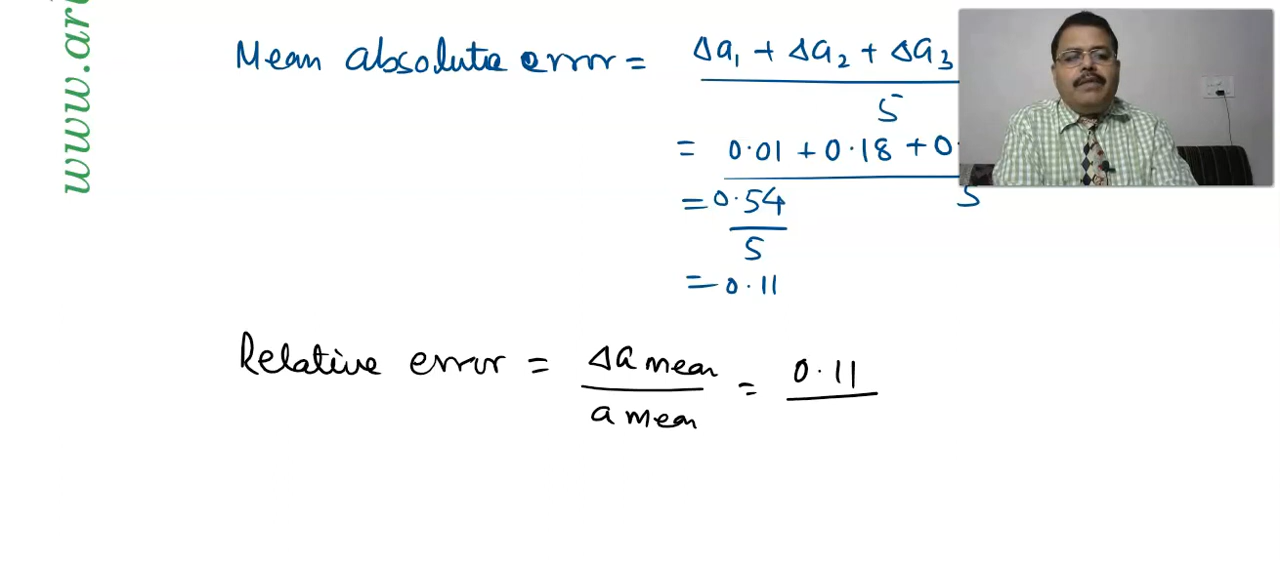 www.ar
Mean absolute error = Δa₁ + Δa₂ + Δa₃
5
= 0.01 + 0.18 + 0.
5
= 0.54
5
= 0.11
Relative error = Δa mean = 0.11
a mean